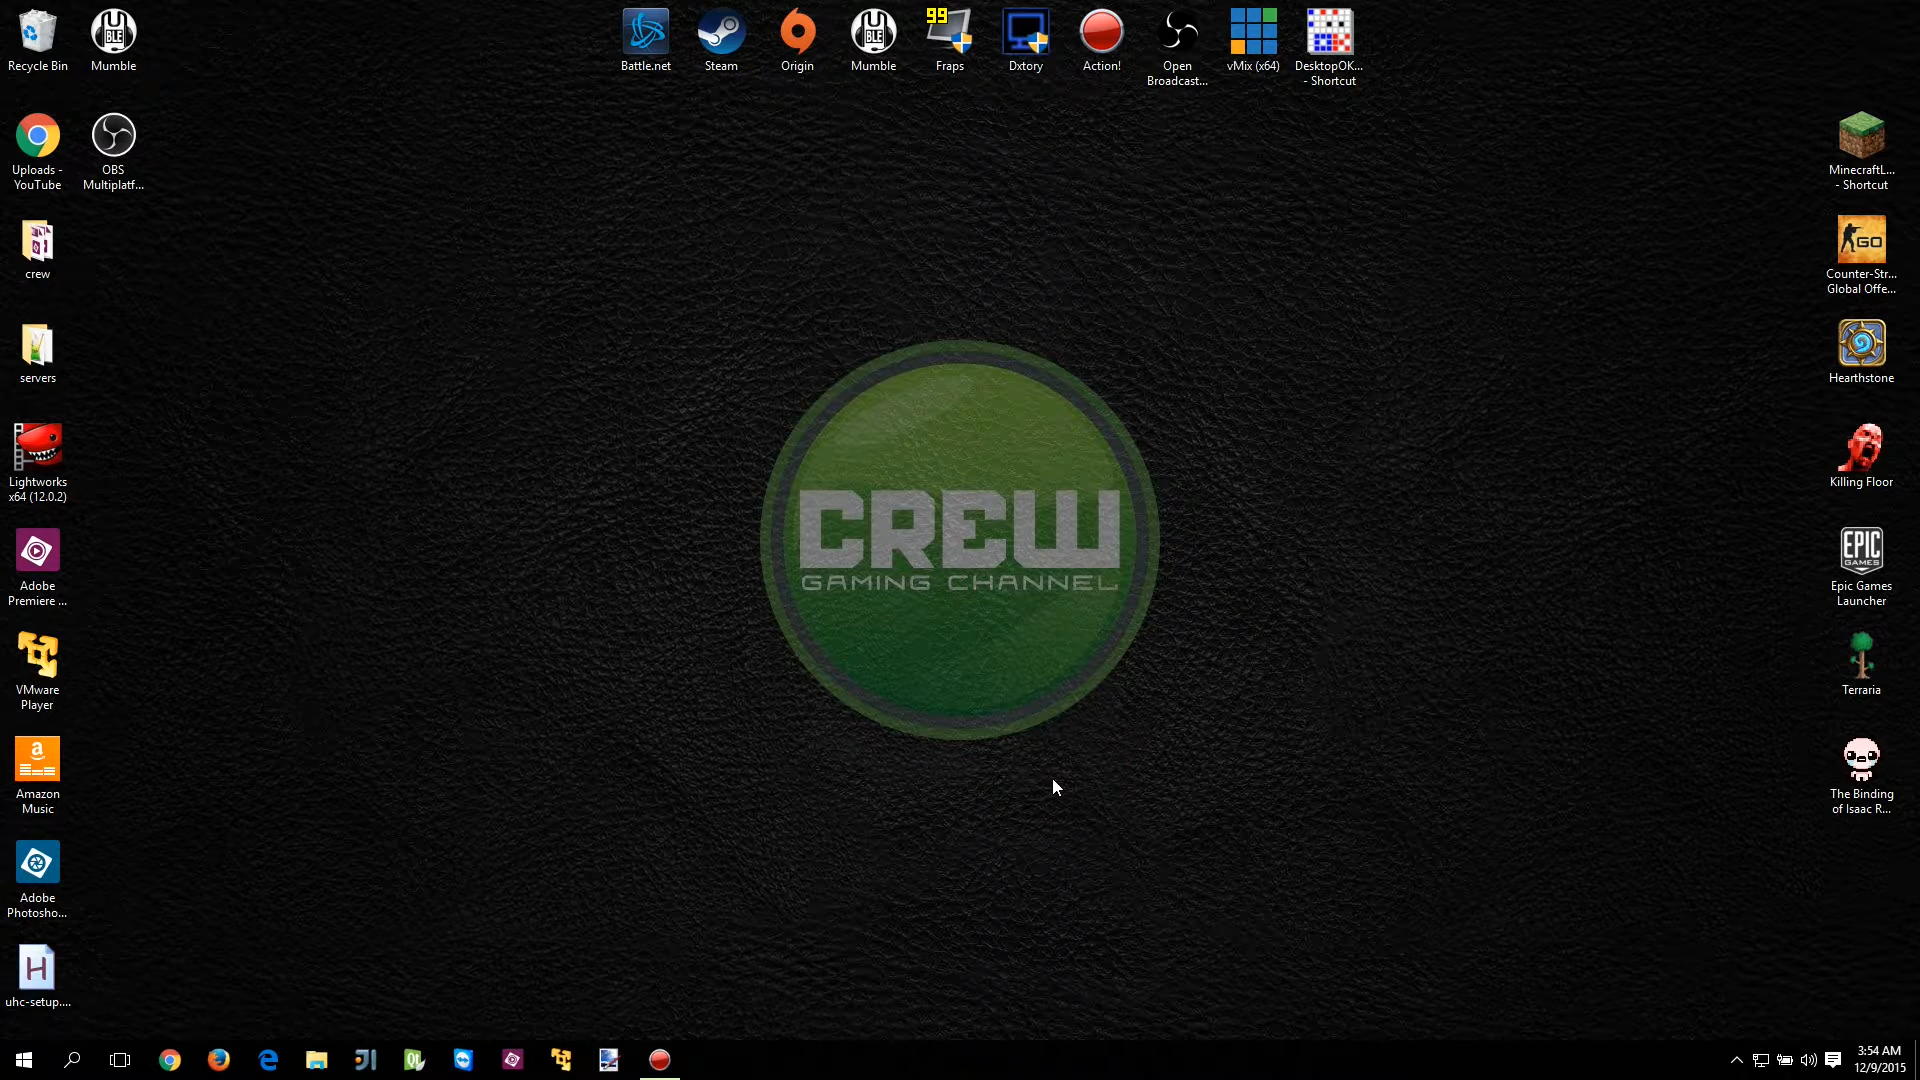 Recycle Bin
Mumble
Battle.net
Steam
Origin
Mumble
99
Fraps
Dxtory
Action!
Open
Broadcast...
vMix (x64)
DesktopOK...
- Shortcut
Uploads -
YouTube
OBS
Multiplatf...
MinecraftL...
- Shortcut
crew
GO
Counter-Str...
Global Offe...
servers
Hearthstone
Lightworks
x64 (12.0.2)
Killing Floor
CREW
GAMING CHANNEL
Adobe
Premiere ...
EPIC
GAMES
Epic Games
Launcher
VMware
Player
Terraria
a
Amazon
Music
The Binding
of Isaac R...
Adobe
Photosho...
H
uhc-setup....
3:54 AM
12/9/2015